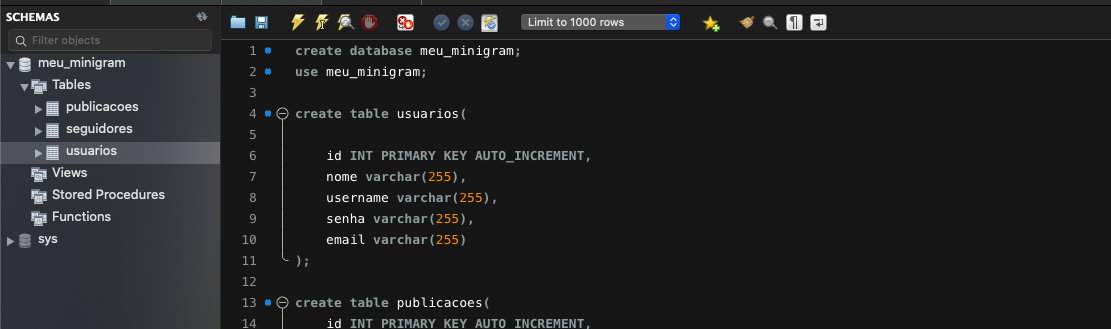 SCHEMAS
Filter objects
meu_minigram
Tables
publicacoes
seguidores
usuarios
Views
Stored Procedures
Functions
sys
Limit to 1000 rows
1 create database meu_minigram;
2 use meu_minigram;
3
4 create table usuarios(
5
6 id INT PRIMARY KEY AUTO_INCREMENT,
7 nome varchar(255),
8 username varchar(255),
9 senha varchar(255),
10 email varchar(255)
11 );
12
13 create table publicacoes(
14 id INT PRIMARY KEY AUTO_INCREMENT,